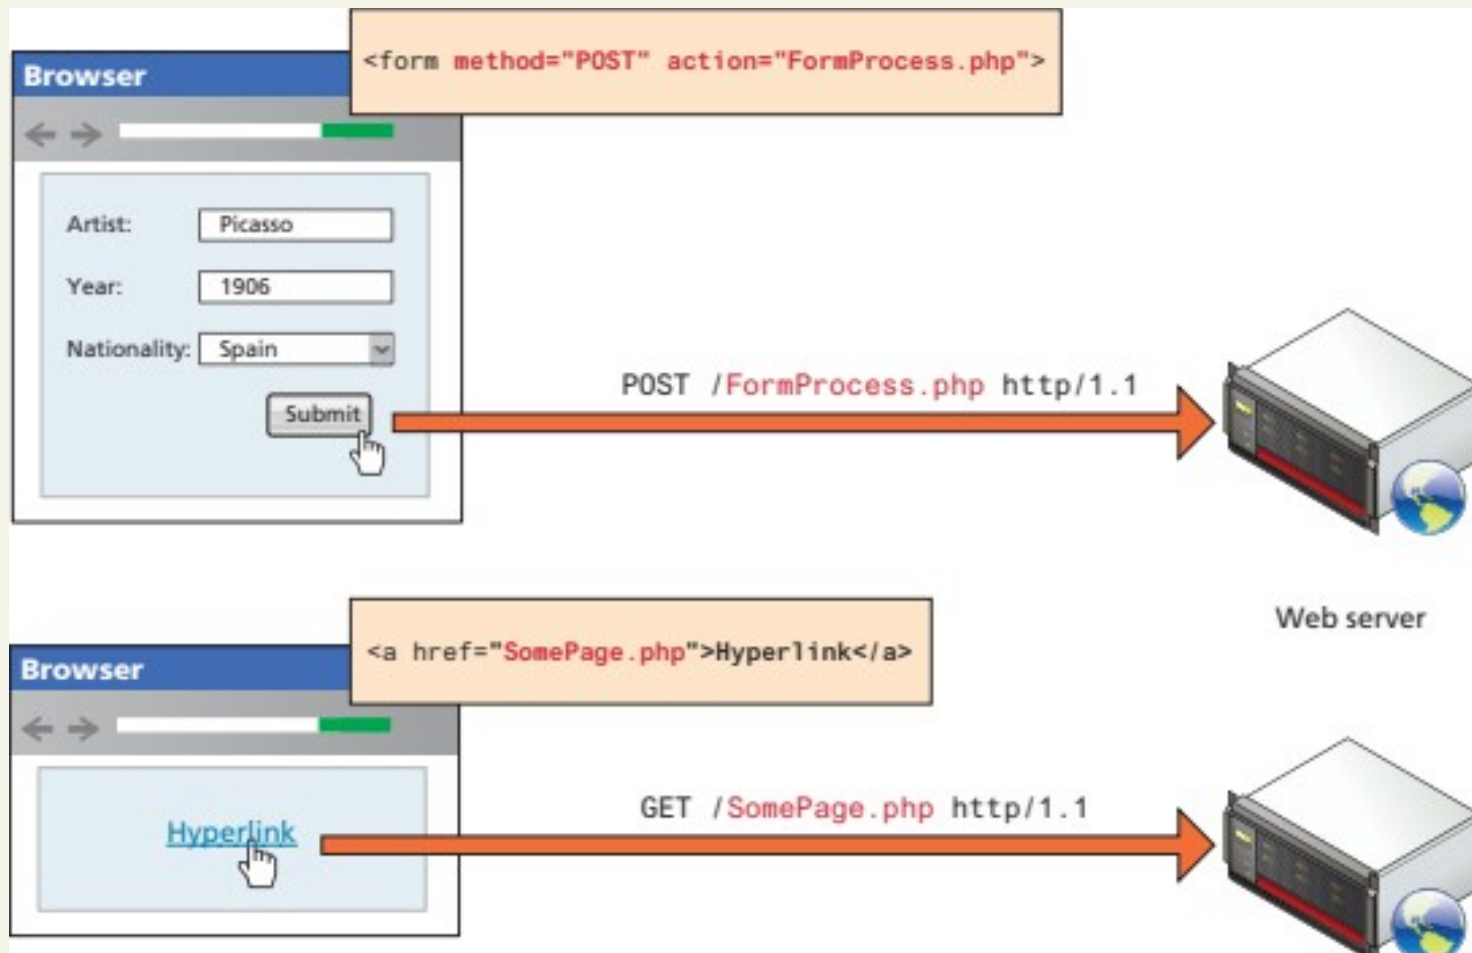 <form method="POST" action="FormProcess.php">
Browser
Artist: Picasso
Year: 1906
Nationality: Spain
Submit
POST /FormProcess.php http/1.1
Web server
<a href="SomePage.php">Hyperlink</a>
Browser
Hyperlink
GET /SomePage.php http/1.1